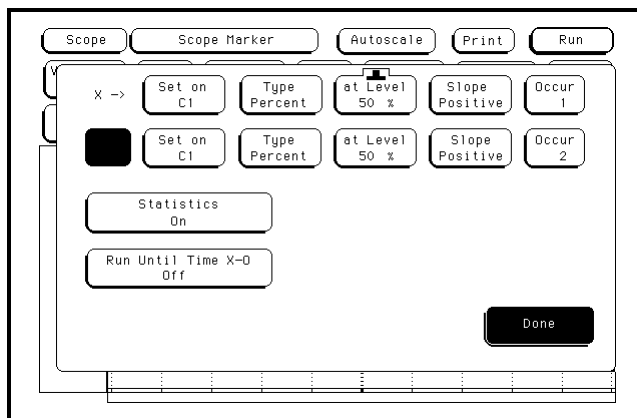 Scope Scope Marker Autoscale Print Run
V
X -> Set on C1 Type Percent at Level 50 % Slope Positive Occur 1
Set on C1 Type Percent at Level 50 % Slope Positive Occur 2
Statistics
On
Run Until Time X-O
Off
Done